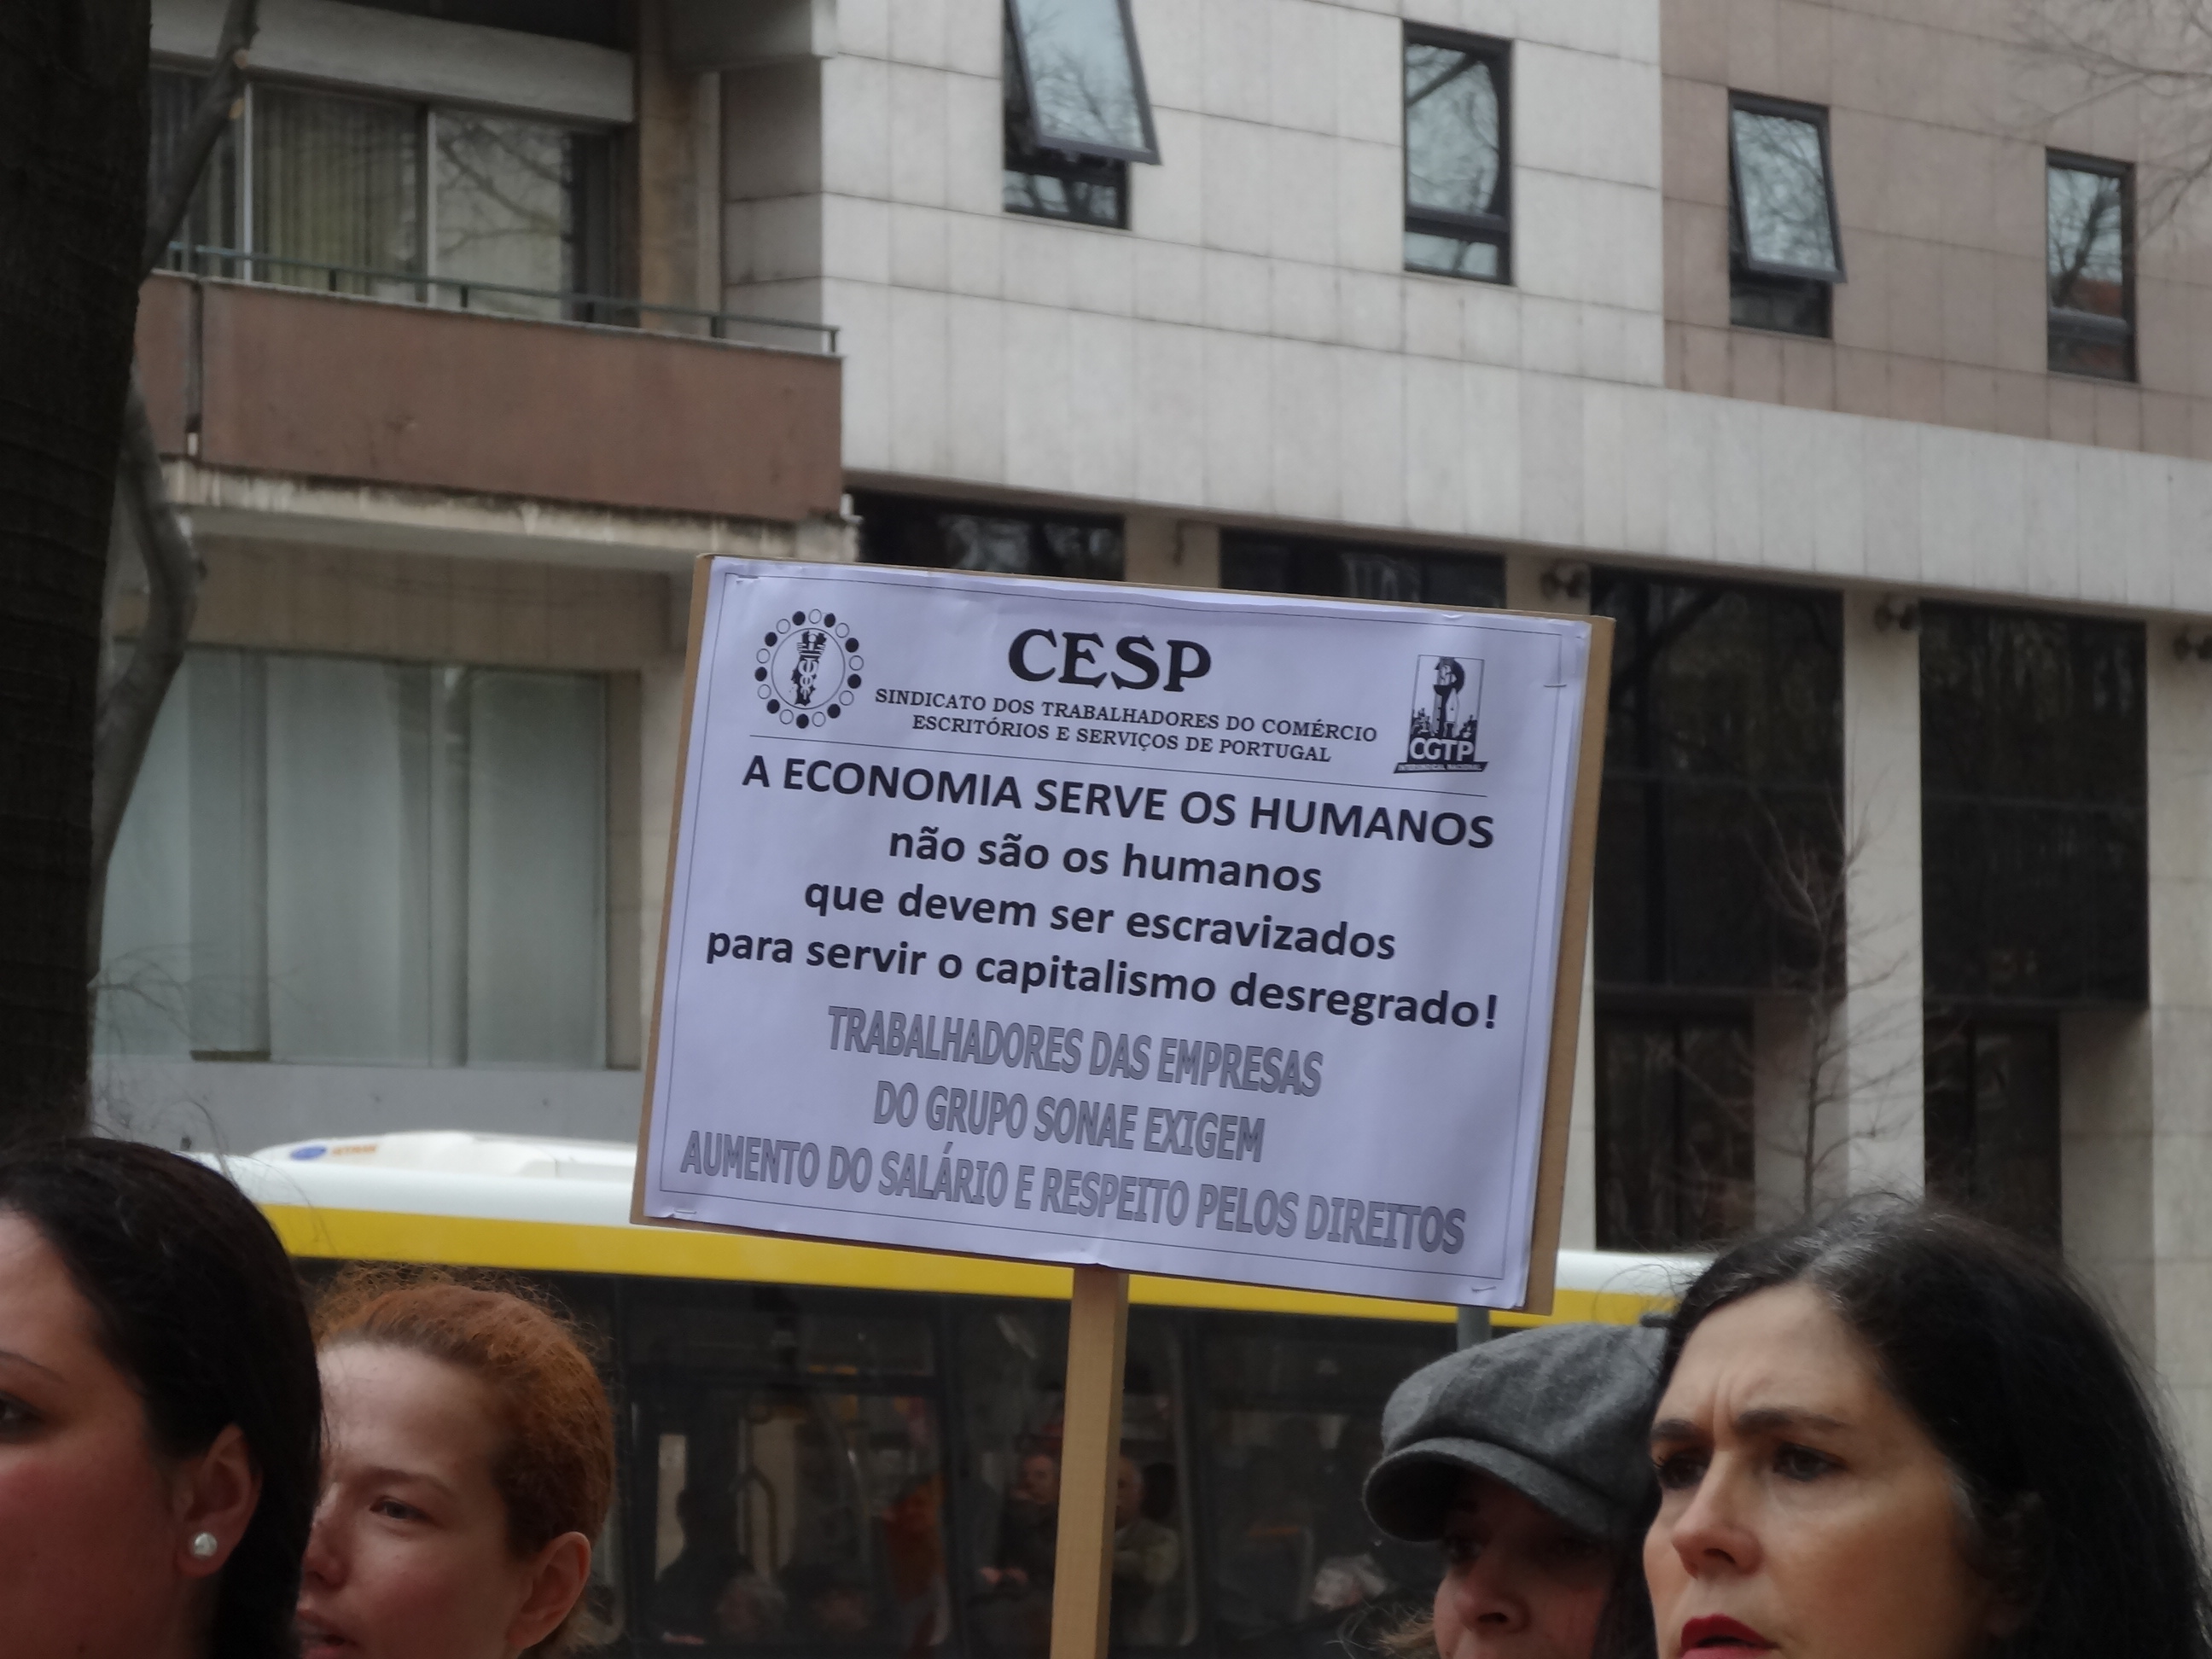 CESP
SINDICATO DOS TRABALHADORES DO COMÉRCIO
ESCRITÓRIOS E SERVIÇOS DE PORTUGAL
CGTP
INTERSINDICAL NACIONAL
A ECONOMIA SERVE OS HUMANOS
não são os humanos
que devem ser escravizados
para servir o capitalismo desregrado!
TRABALHADORES DAS EMPRESAS
DO GRUPO SONAE EXIGEM
AUMENTO DO SALÁRIO E RESPEITO PELOS DIREITOS